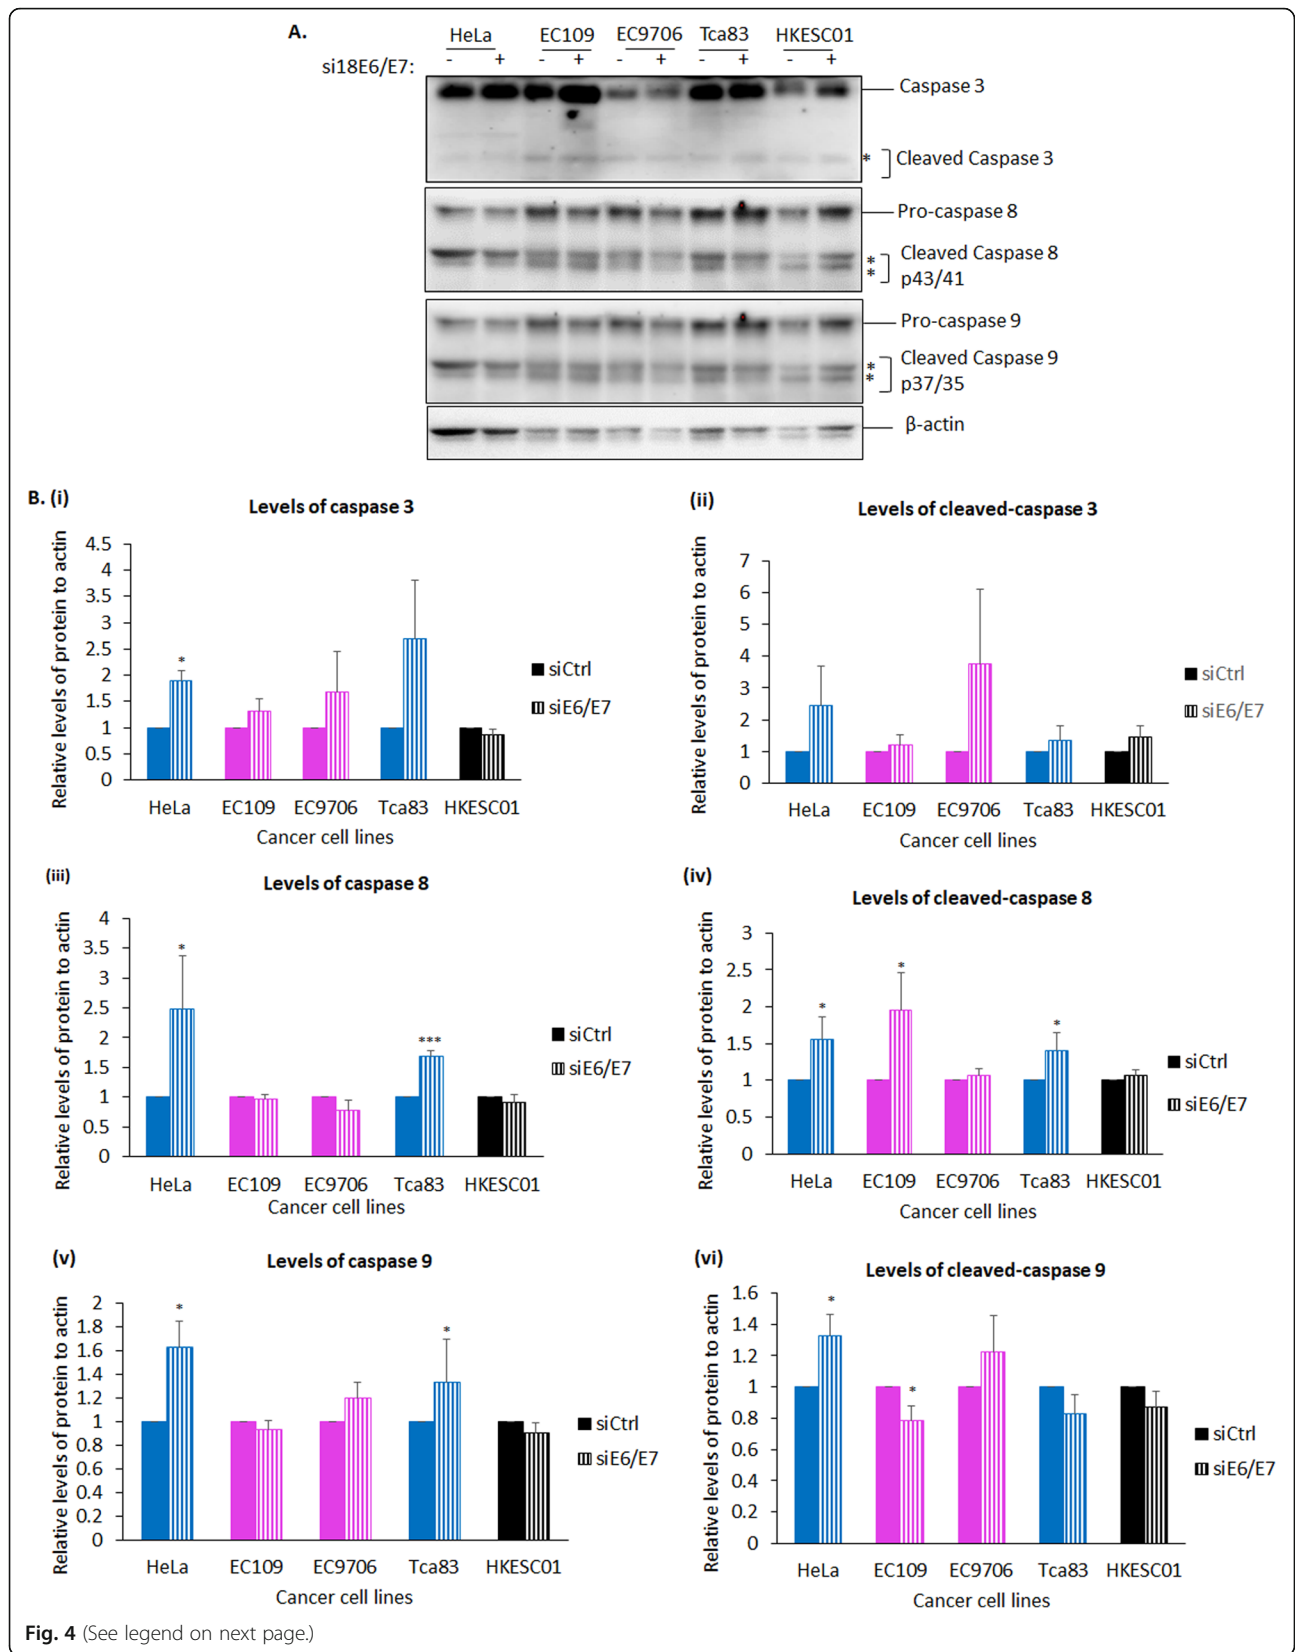 A.
HeLa EC109 EC9706 Tca83 HKESC01
si18E6/E7: - + - + - + - + - +
Caspase 3
* Cleaved Caspase 3
Pro-caspase 8
* Cleaved Caspase 8
* p43/41
Pro-caspase 9
* Cleaved Caspase 9
* p37/35
β-actin
B. (i)
Levels of caspase 3
Relative levels of protein to actin
4.5
4
3.5
3
2.5
2
1.5
1
0.5
0
*
HeLa EC109 EC9706 Tca83 HKESC01
Cancer cell lines
siCtrl
siE6/E7
(ii)
Levels of cleaved-caspase 3
Relative levels of protein to actin
7
6
5
4
3
2
1
0
HeLa EC109 EC9706 Tca83 HKESC01
Cancer cell lines
siCtrl
siE6/E7
(iii)
Levels of caspase 8
Relative levels of protein to actin
4
3.5
3
2.5
2
1.5
1
0.5
0
* ***
HeLa EC109 EC9706 Tca83 HKESC01
Cancer cell lines
siCtrl
siE6/E7
(iv)
Levels of cleaved-caspase 8
Relative levels of protein to actin
3
2.5
2
1.5
1
0.5
0
* * *
HeLa EC109 EC9706 Tca83 HKESC01
Cancer cell lines
siCtrl
siE6/E7
(v)
Levels of caspase 9
Relative levels of protein to actin
2
1.8
1.6
1.4
1.2
1
0.8
0.6
0.4
0.2
0
* *
HeLa EC109 EC9706 Tca83 HKESC01
Cancer cell lines
siCtrl
siE6/E7
(vi)
Levels of cleaved-caspase 9
Relative levels of protein to actin
1.6
1.4
1.2
1
0.8
0.6
0.4
0.2
0
* *
HeLa EC109 EC9706 Tca83 HKESC01
Cancer cell lines
siCtrl
siE6/E7
Fig. 4 (See legend on next page.)